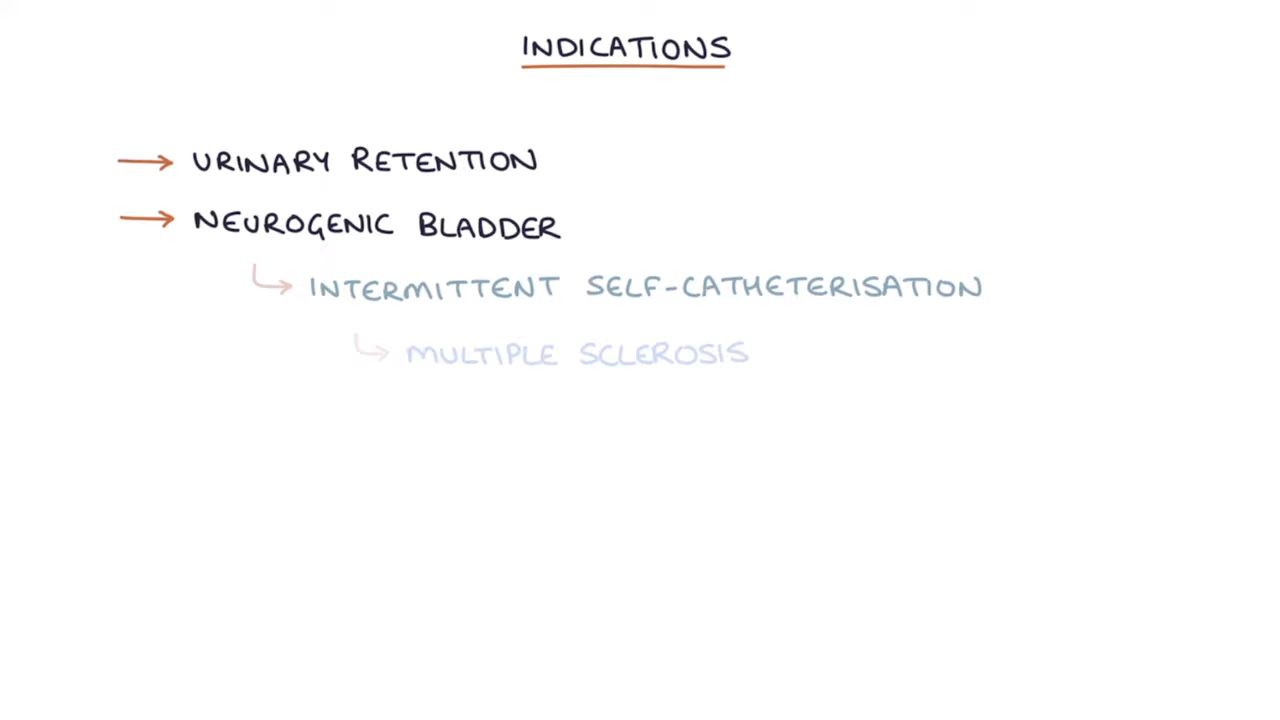 INDICATIONS
→ URINARY RETENTION
→ NEUROGENIC BLADDER
↳ INTERMITTENT SELF-CATHETERISATION
↳ MULTIPLE SCLEROSIS